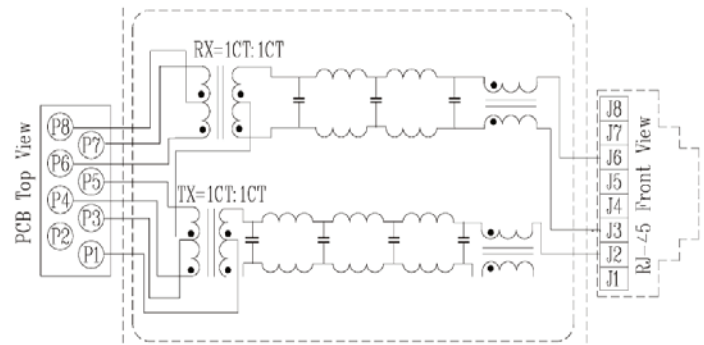 RX=1CT:1CT
TX=1CT:1CT
PCB Top View
P8
P7
P6
P5
P4
P3
P2
P1
J8
J7
J6
J5
J4
J3
J2
J1
RJ-45 Front View